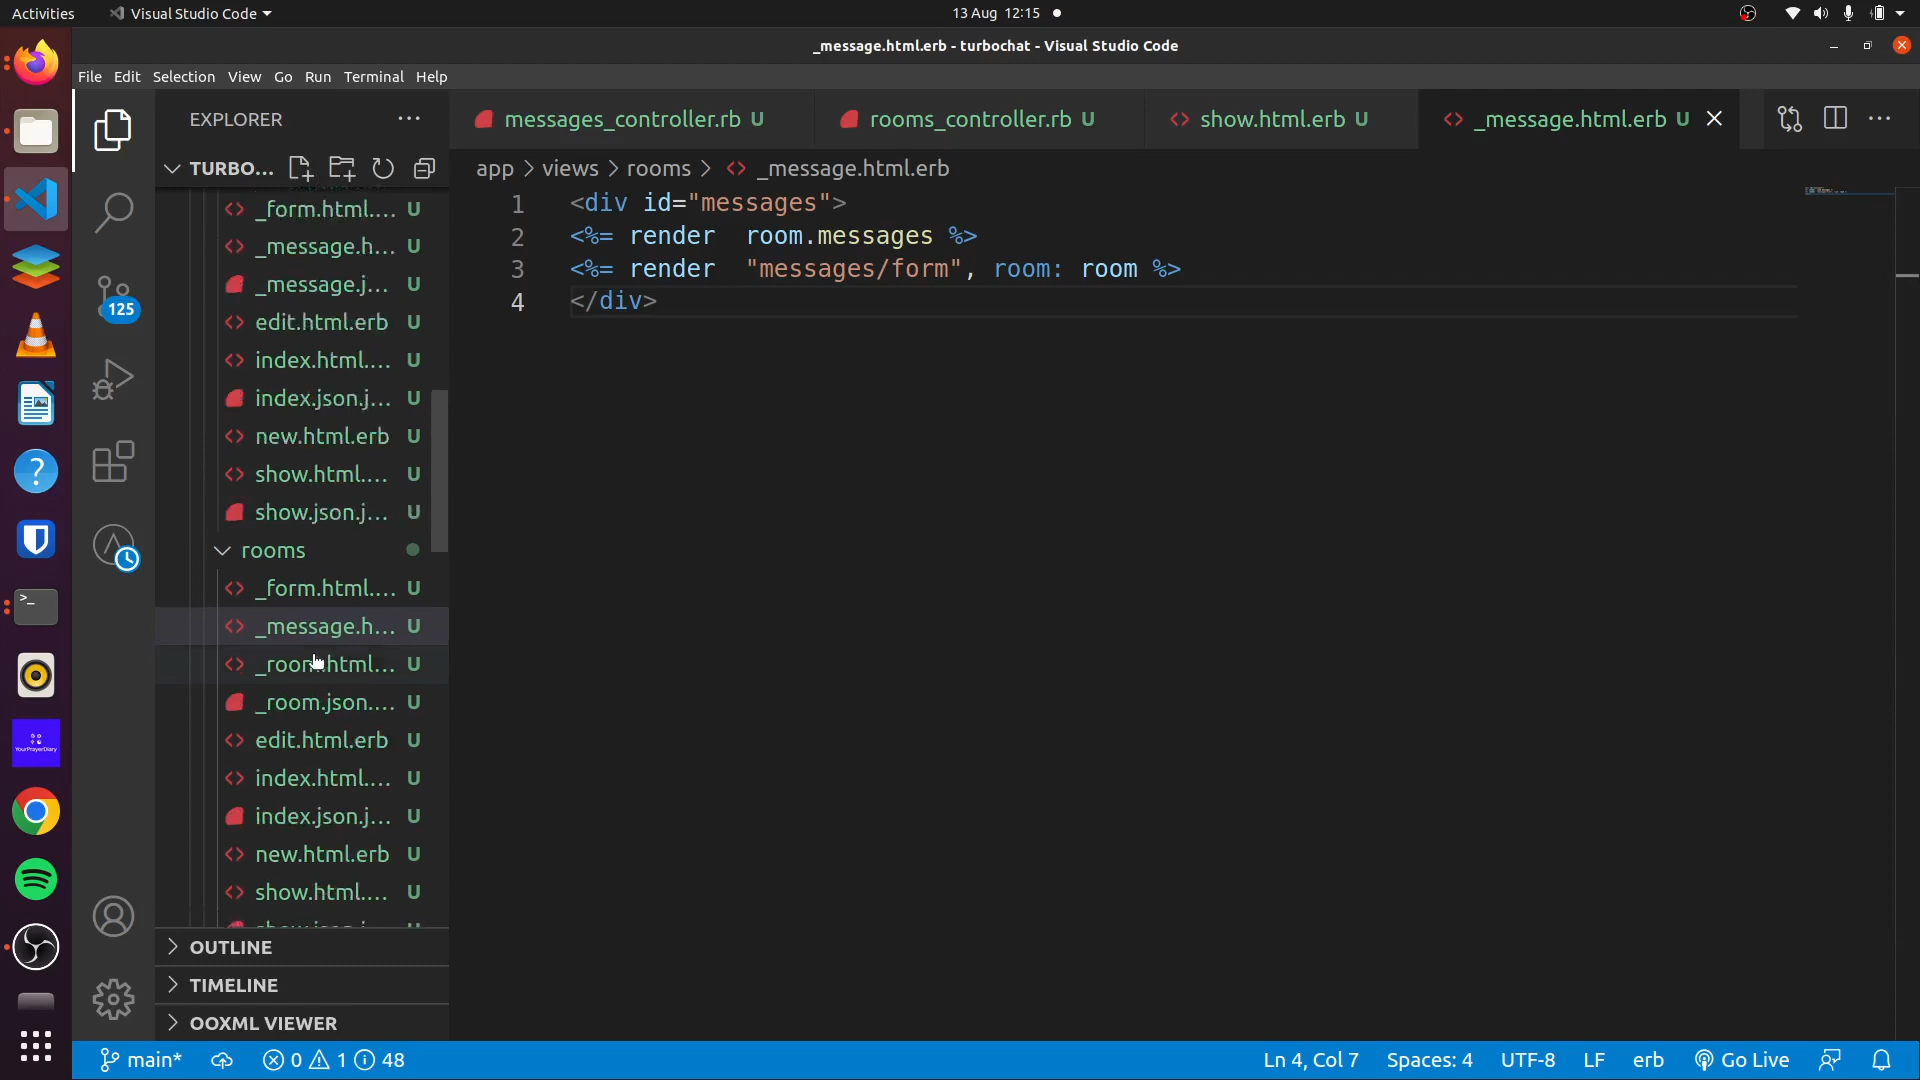 Activities
Visual Studio Code
13 Aug 12:15
_message.html.erb - turbochat - Visual Studio Code
File Edit Selection View Go Run Terminal Help
EXPLORER
messages_controller.rb U
rooms_controller.rb U
show.html.erb U
_message.html.erb U
TURBO...
app > views > rooms > _message.html.erb
_form.html.... U
_message.h... U
_message.j... U
edit.html.erb U
index.html.... U
index.json.j... U
new.html.erb U
show.html.... U
show.json.j... U
rooms
_form.html.... U
_message.h... U
_room.html... U
_room.json.... U
edit.html.erb U
index.html.... U
index.json.j... U
new.html.erb U
show.html.... U
1 <div id="messages">
2 <%= render  room.messages %>
3 <%= render  "messages/form", room: room %>
4 </div>
125
YourPrayerDiary
OUTLINE
TIMELINE
OOXML VIEWER
main* 0 1 48
Ln 4, Col 7 Spaces: 4 UTF-8 LF erb Go Live